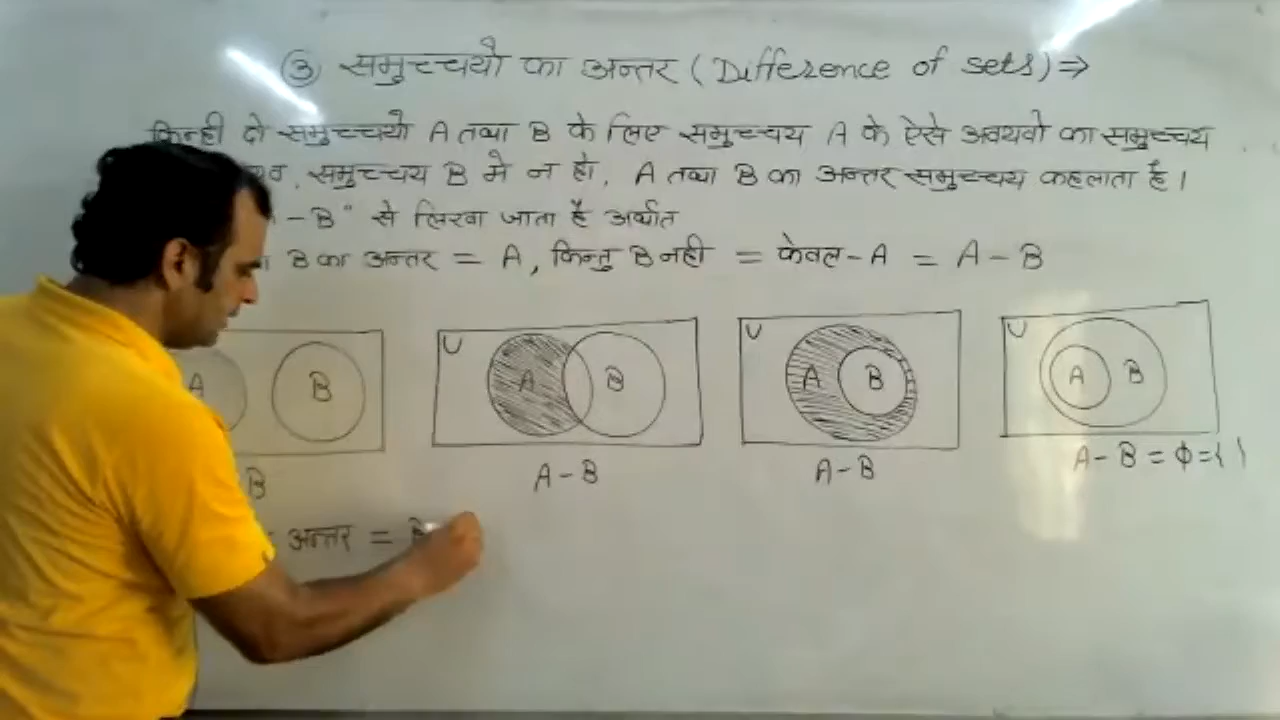 ③ समुच्चयो का अन्तर (Difference of sets) ⇒
किन्ही दो समुच्चयो A तथा B के लिए समुच्चय A के ऐसे अवयवो का समुच्चय
समुच्चय B मे न हो, A तथा B का अन्तर समुच्चय कहलाता है।
- B" से लिखा जाता है अर्थात
B का अन्तर = A, किन्तु B नही = केवल-A = A - B
A B
U A B
U A B
U A B
B
A - B
A - B
A - B = ϕ = { }
अन्तर = B